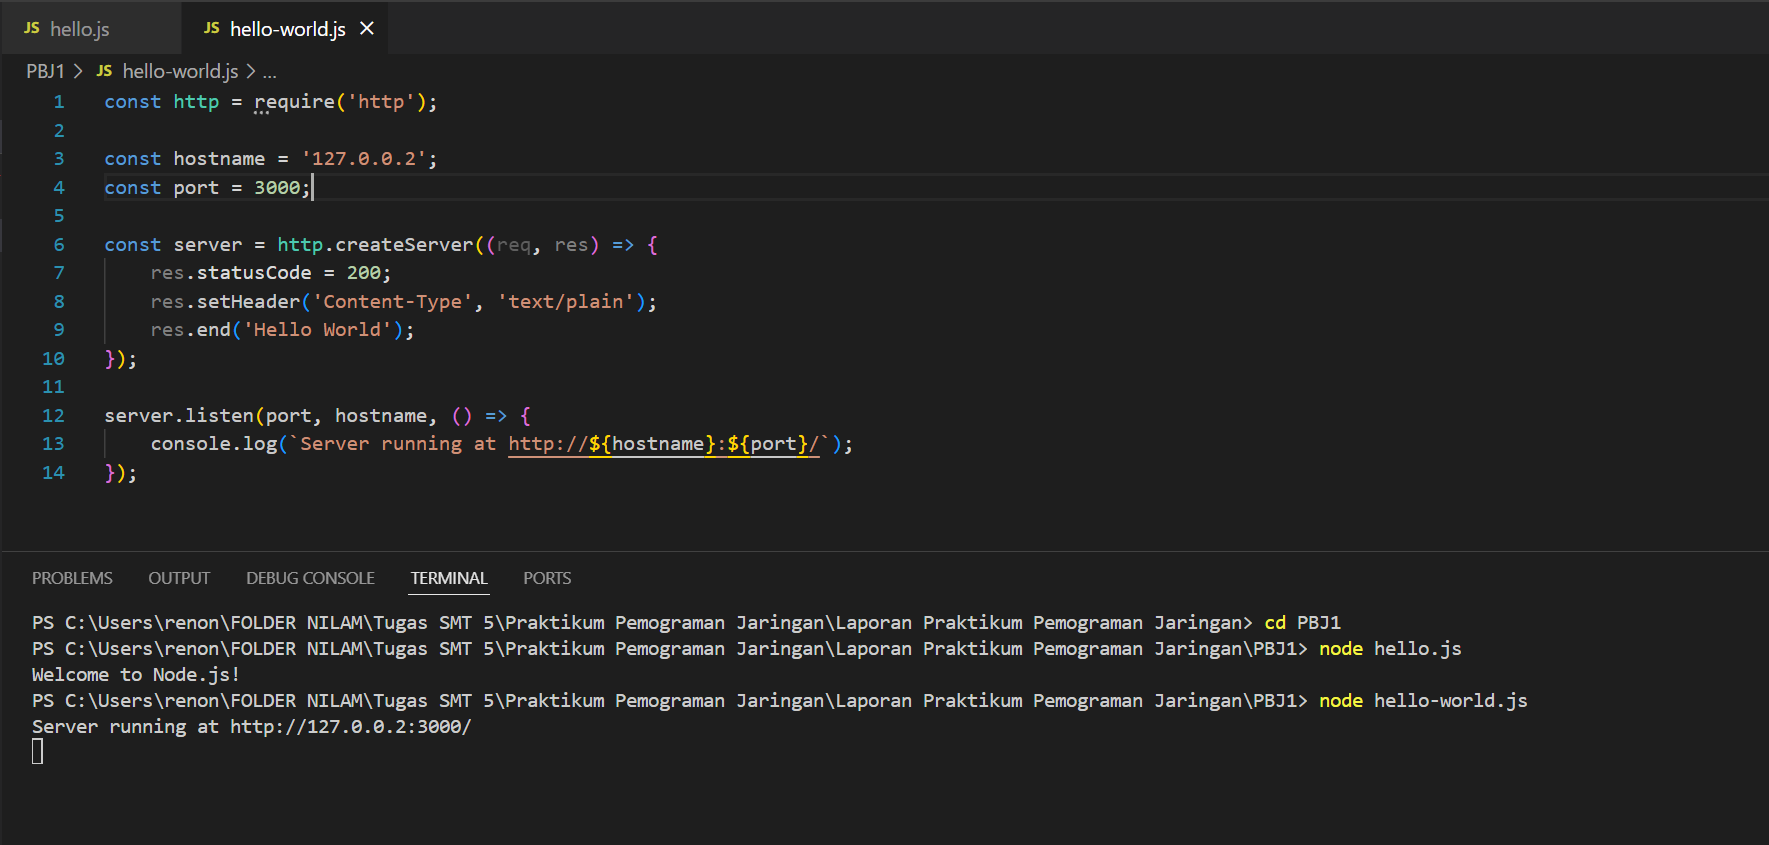 JS hello.js JS hello-world.js
PBJ1 > JS hello-world.js > ...
1 const http = require('http');
2
3 const hostname = '127.0.0.2';
4 const port = 3000;
5
6 const server = http.createServer((req, res) => {
7     res.statusCode = 200;
8     res.setHeader('Content-Type', 'text/plain');
9     res.end('Hello World');
10 });
11
12 server.listen(port, hostname, () => {
13     console.log(`Server running at http://${hostname}:${port}/`);
14 });
PROBLEMS OUTPUT DEBUG CONSOLE TERMINAL PORTS
PS C:\Users\renon\FOLDER NILAM\Tugas SMT 5\Praktikum Pemograman Jaringan\Laporan Praktikum Pemograman Jaringan> cd PBJ1
PS C:\Users\renon\FOLDER NILAM\Tugas SMT 5\Praktikum Pemograman Jaringan\Laporan Praktikum Pemograman Jaringan\PBJ1> node hello.js
Welcome to Node.js!
PS C:\Users\renon\FOLDER NILAM\Tugas SMT 5\Praktikum Pemograman Jaringan\Laporan Praktikum Pemograman Jaringan\PBJ1> node hello-world.js
Server running at http://127.0.0.2:3000/